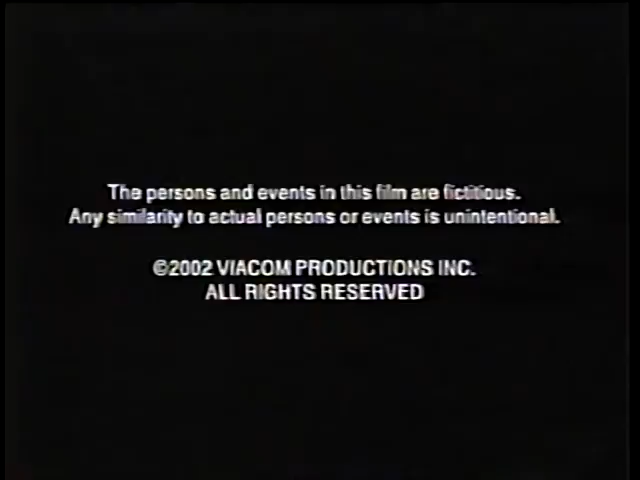 The persons and events in this film are fictitious.
Any similarity to actual persons or events is unintentional.
©2002 VIACOM PRODUCTIONS INC.
ALL RIGHTS RESERVED